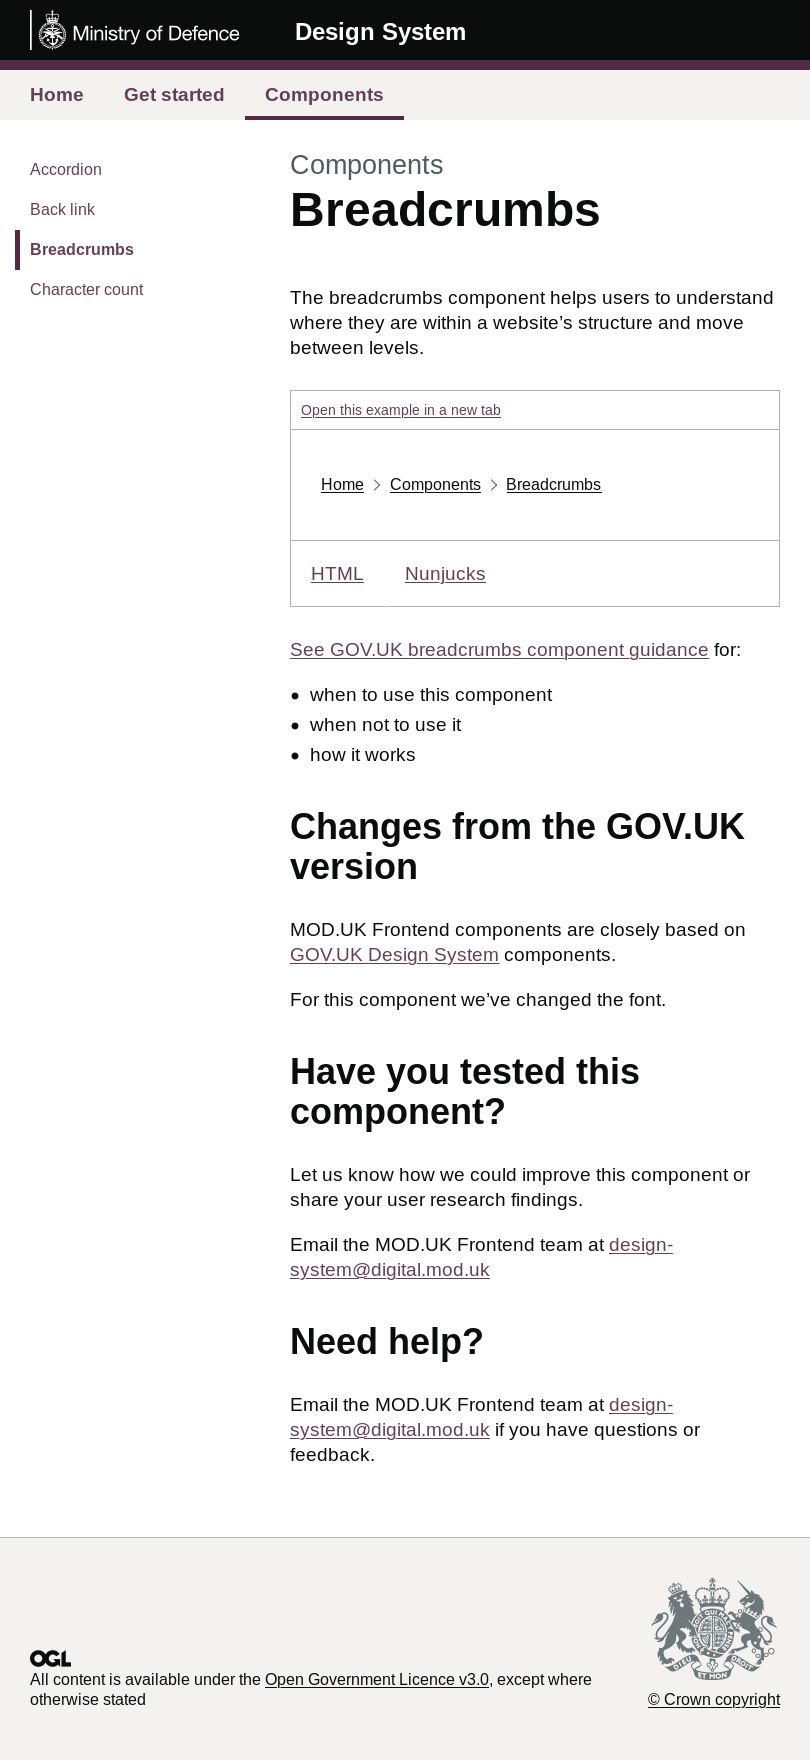 Ministry of Defence
Design System
Home
Get started
Components
Accordion
Back link
Breadcrumbs
Character count
Components
Breadcrumbs
The breadcrumbs component helps users to understand
where they are within a website’s structure and move
between levels.
Open this example in a new tab
Home
Components
Breadcrumbs
HTML
Nunjucks
See GOV.UK breadcrumbs component guidance for:
when to use this component
when not to use it
how it works
Changes from the GOV.UK
version
MOD.UK Frontend components are closely based on
GOV.UK Design System components.
For this component we’ve changed the font.
Have you tested this
component?
Let us know how we could improve this component or
share your user research findings.
Email the MOD.UK Frontend team at design-
system@digital.mod.uk
Need help?
Email the MOD.UK Frontend team at design-
system@digital.mod.uk if you have questions or
feedback.
OGL
All content is available under the Open Government Licence v3.0, except where
otherwise stated
© Crown copyright